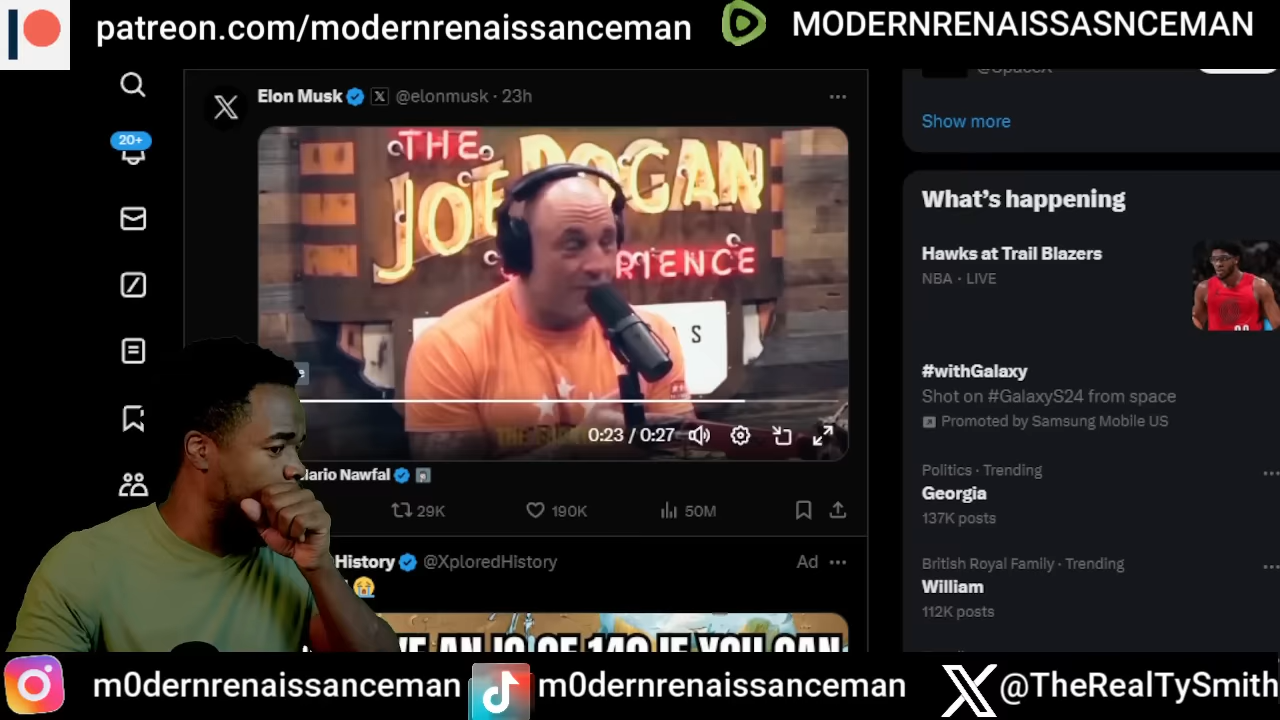 patreon.com/modernrenaissanceman
MODERNRENAISSASNCEMAN
20+
Elon Musk @elonmusk · 23h
THE
JOE ROGAN
S
0:23 / 0:27
ario Nawfal
29K 190K 50M
History @XploredHistory Ad
@SpaceX
Show more
What's happening
Hawks at Trail Blazers
NBA · LIVE
#withGalaxy
Shot on #GalaxyS24 from space
Promoted by Samsung Mobile US
Politics · Trending
Georgia
137K posts
British Royal Family · Trending
William
112K posts
m0dernrenaissanceman
m0dernrenaissanceman
@TheRealTySmith